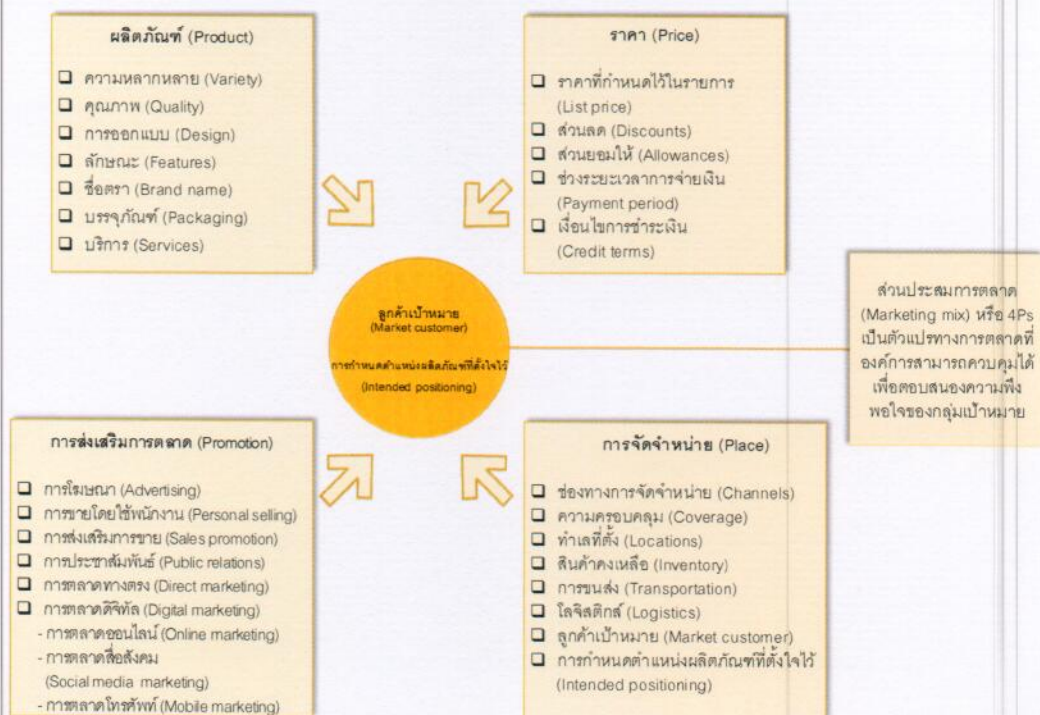 ผลิตภัณฑ์ (Product)
❑ ความหลากหลาย (Variety)
❑ คุณภาพ (Quality)
❑ การออกแบบ (Design)
❑ ลักษณะ (Features)
❑ ชื่อตรา (Brand name)
❑ บรรจุภัณฑ์ (Packaging)
❑ บริการ (Services)
ราคา (Price)
❑ ราคาที่กำหนดไว้ในรายการ
(List price)
❑ ส่วนลด (Discounts)
❑ ส่วนยอมให้ (Allowances)
❑ ช่วงระยะเวลาการจ่ายเงิน
(Payment period)
❑ เงื่อนไขการชำระเงิน
(Credit terms)
ลูกค้าเป้าหมาย
(Market customer)
การกำหนดตำแหน่งผลิตภัณฑ์ที่ตั้งใจไว้
(Intended positioning)
ส่วนประสมการตลาด
(Marketing mix) หรือ 4Ps
เป็นตัวแปรทางการตลาดที่
องค์การสามารถควบคุมได้
เพื่อตอบสนองความพึง
พอใจของกลุ่มเป้าหมาย
การส่งเสริมการตลาด (Promotion)
❑ การโฆษณา (Advertising)
❑ การขายโดยใช้พนักงาน (Personal selling)
❑ การส่งเสริมการขาย (Sales promotion)
❑ การประชาสัมพันธ์ (Public relations)
❑ การตลาดทางตรง (Direct marketing)
❑ การตลาดดิจิทัล (Digital marketing)
- การตลาดออนไลน์ (Online marketing)
- การตลาดสื่อสังคม
(Social media marketing)
- การตลาดโทรศัพท์ (Mobile marketing)
การจัดจำหน่าย (Place)
❑ ช่องทางการจัดจำหน่าย (Channels)
❑ ความครอบคลุม (Coverage)
❑ ทำเลที่ตั้ง (Locations)
❑ สินค้าคงเหลือ (Inventory)
❑ การขนส่ง (Transportation)
❑ โลจิสติกส์ (Logistics)
❑ ลูกค้าเป้าหมาย (Market customer)
❑ การกำหนดตำแหน่งผลิตภัณฑ์ที่ตั้งใจไว้
(Intended positioning)